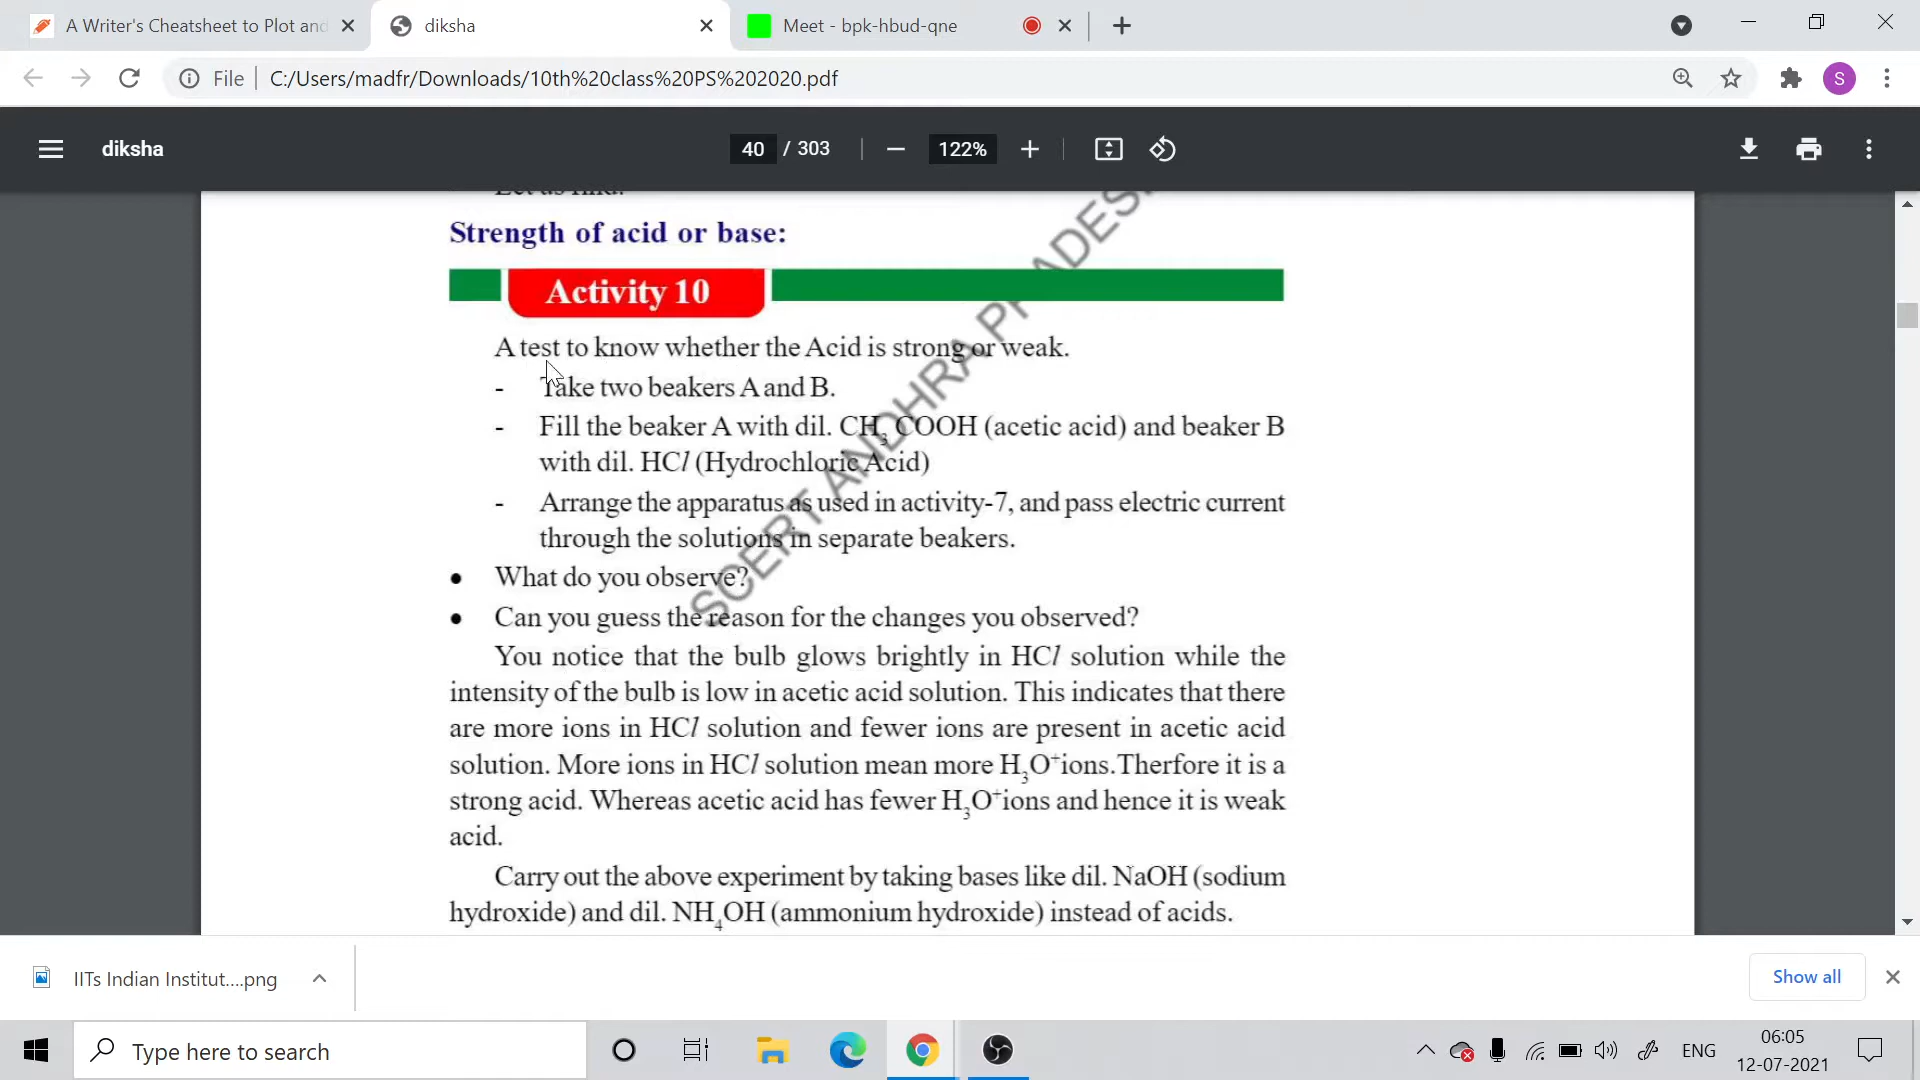 A Writer's Cheatsheet to Plot and
diksha
Meet - bpk-hbud-qne
File
C:/Users/madfr/Downloads/10th%20class%20PS%202020.pdf
S
diksha
40 / 303
122%
Let us find.
Strength of acid or base:
Activity 10
A test to know whether the Acid is strong or weak.
- Take two beakers A and B.
- Fill the beaker A with dil. CH3COOH (acetic acid) and beaker B
with dil. HCl (Hydrochloric Acid)
- Arrange the apparatus as used in activity-7, and pass electric current
through the solutions in separate beakers.
• What do you observe?
• Can you guess the reason for the changes you observed?
You notice that the bulb glows brightly in HCl solution while the
intensity of the bulb is low in acetic acid solution. This indicates that there
are more ions in HCl solution and fewer ions are present in acetic acid
solution. More ions in HCl solution mean more H3O+ions.Therfore it is a
strong acid. Whereas acetic acid has fewer H3O+ions and hence it is weak
acid.
Carry out the above experiment by taking bases like dil. NaOH (sodium
hydroxide) and dil. NH4OH (ammonium hydroxide) instead of acids.
SCERT ANDHRA PRADES
IITs Indian Institut....png
Show all
Type here to search
ENG
06:05
12-07-2021